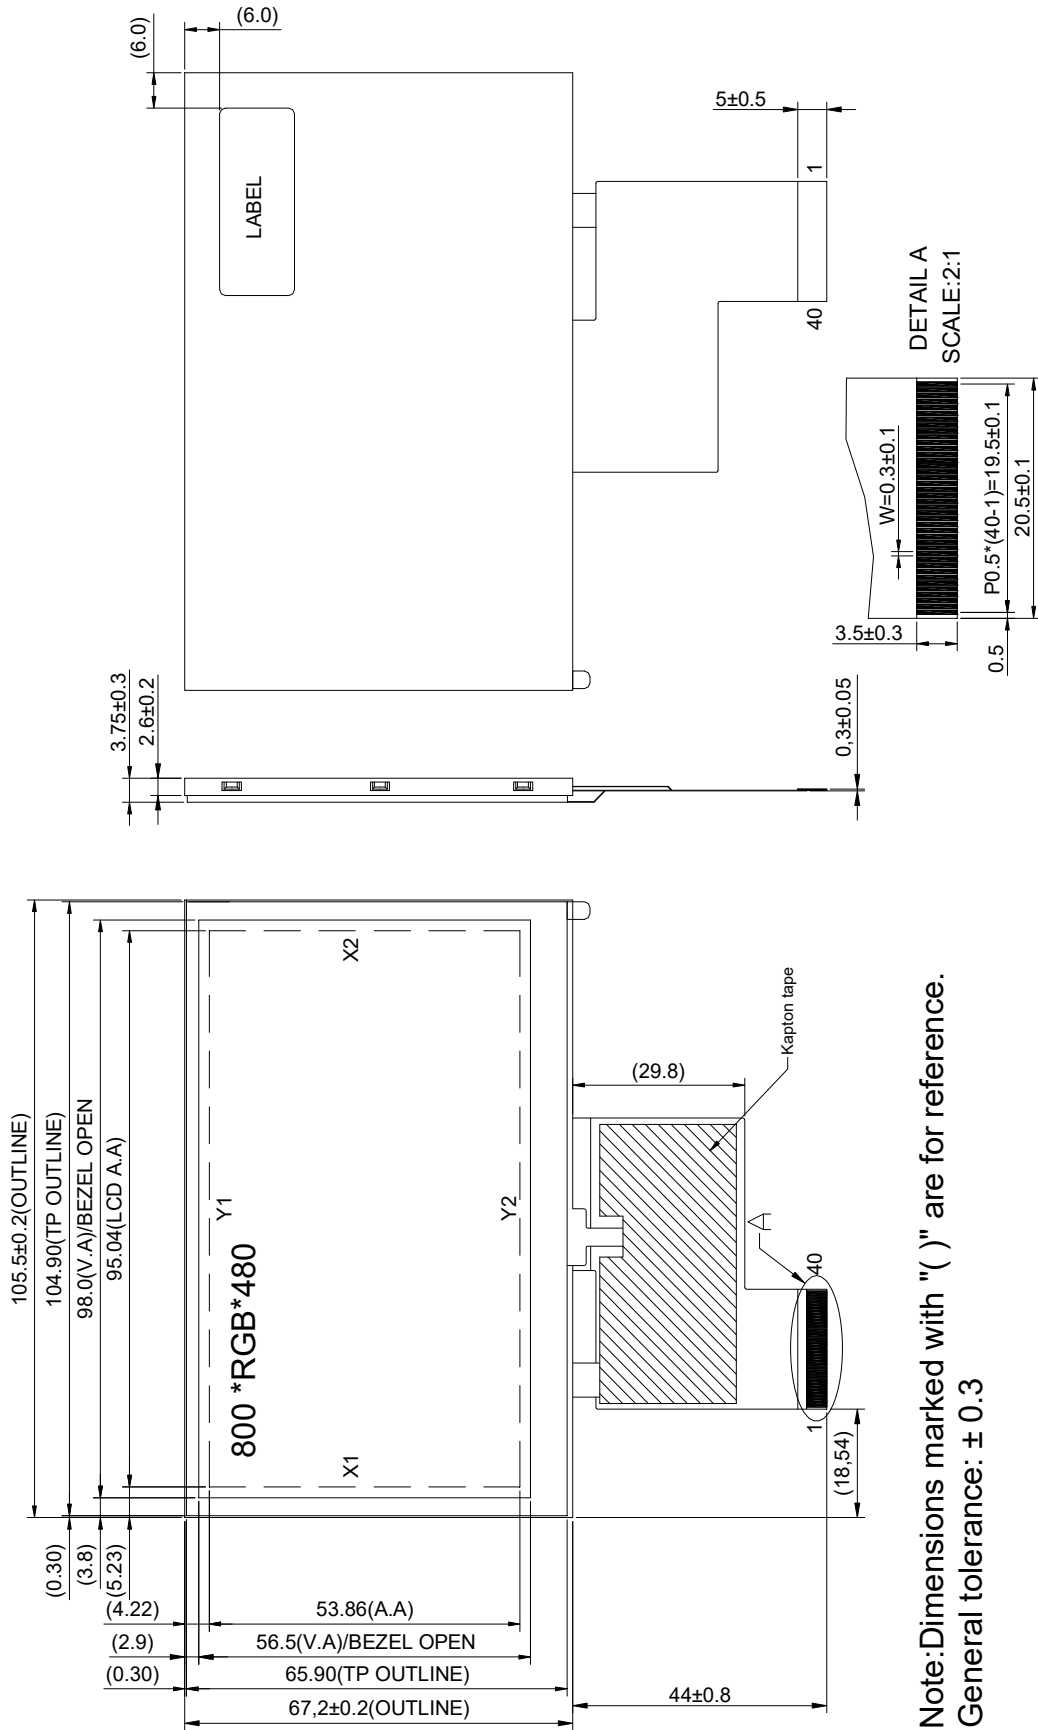 105.5±0.2(OUTLINE)
104.90(TP OUTLINE)
98.0(V.A)/BEZEL OPEN
95.04(LCD A.A)
(0.30)
(3.8)
(5.23)
(4.22)
(2.9)
(0.30)
53.86(A.A)
56.5(V.A)/BEZEL OPEN
65.90(TP OUTLINE)
67,2±0.2(OUTLINE)
800 *RGB*480
Y1
X1
X2
Y2
(29.8)
Kapton tape
A
1
40
(18,54)
44±0.8
3.75±0.3
2.6±0.2
0,3±0.05
(6.0)
(6.0)
LABEL
5±0.5
1
40
DETAIL A
SCALE:2:1
W=0.3±0.1
3.5±0.3
0.5
P0.5*(40-1)=19.5±0.1
20.5±0.1
Note:Dimensions marked with "( )" are for reference.
General tolerance: ± 0.3